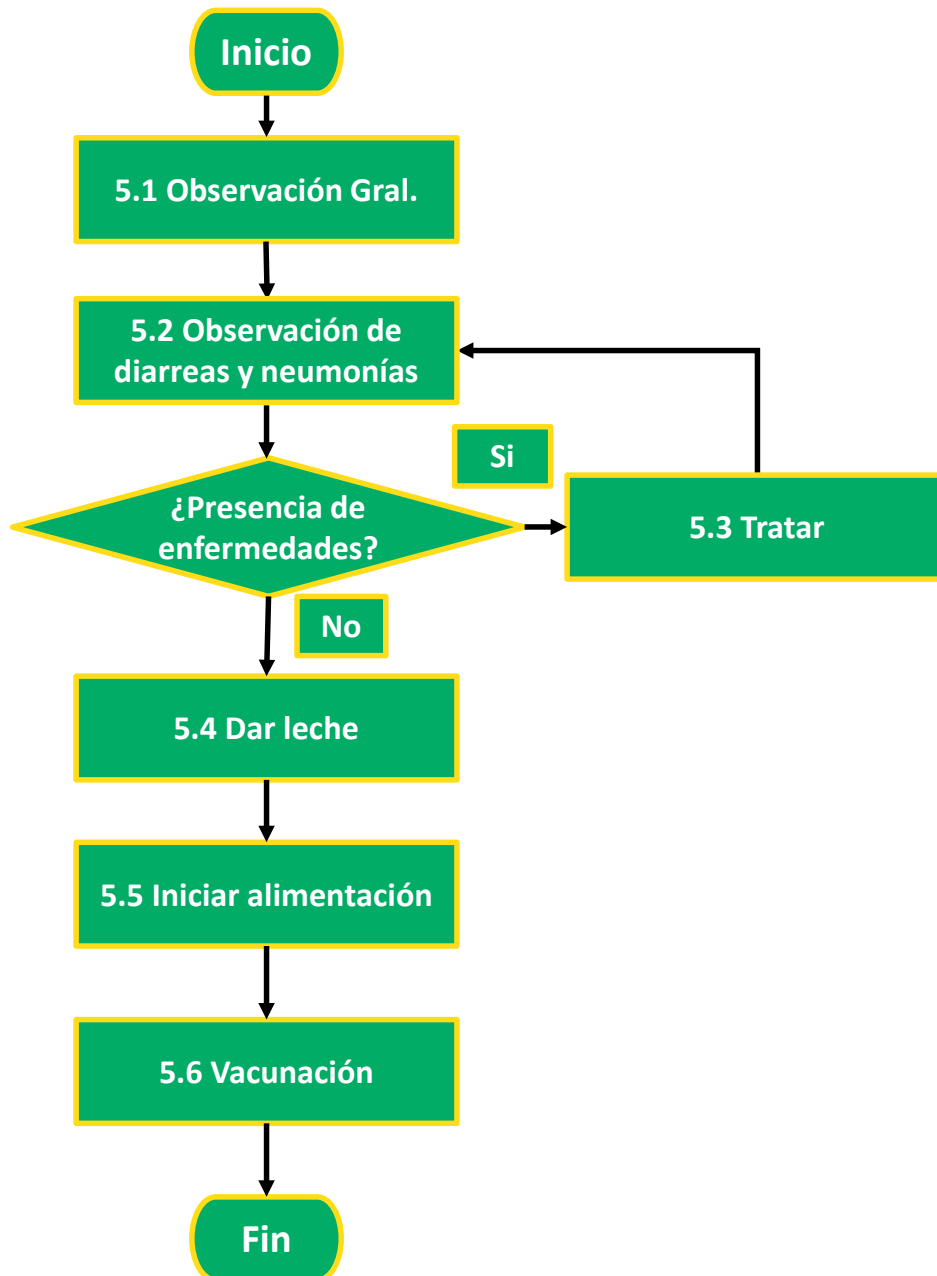 Inicio
5.1 Observación Gral.
5.2 Observación de
diarreas y neumonías
Si
¿Presencia de
enfermedades?
5.3 Tratar
No
5.4 Dar leche
5.5 Iniciar alimentación
5.6 Vacunación
Fin